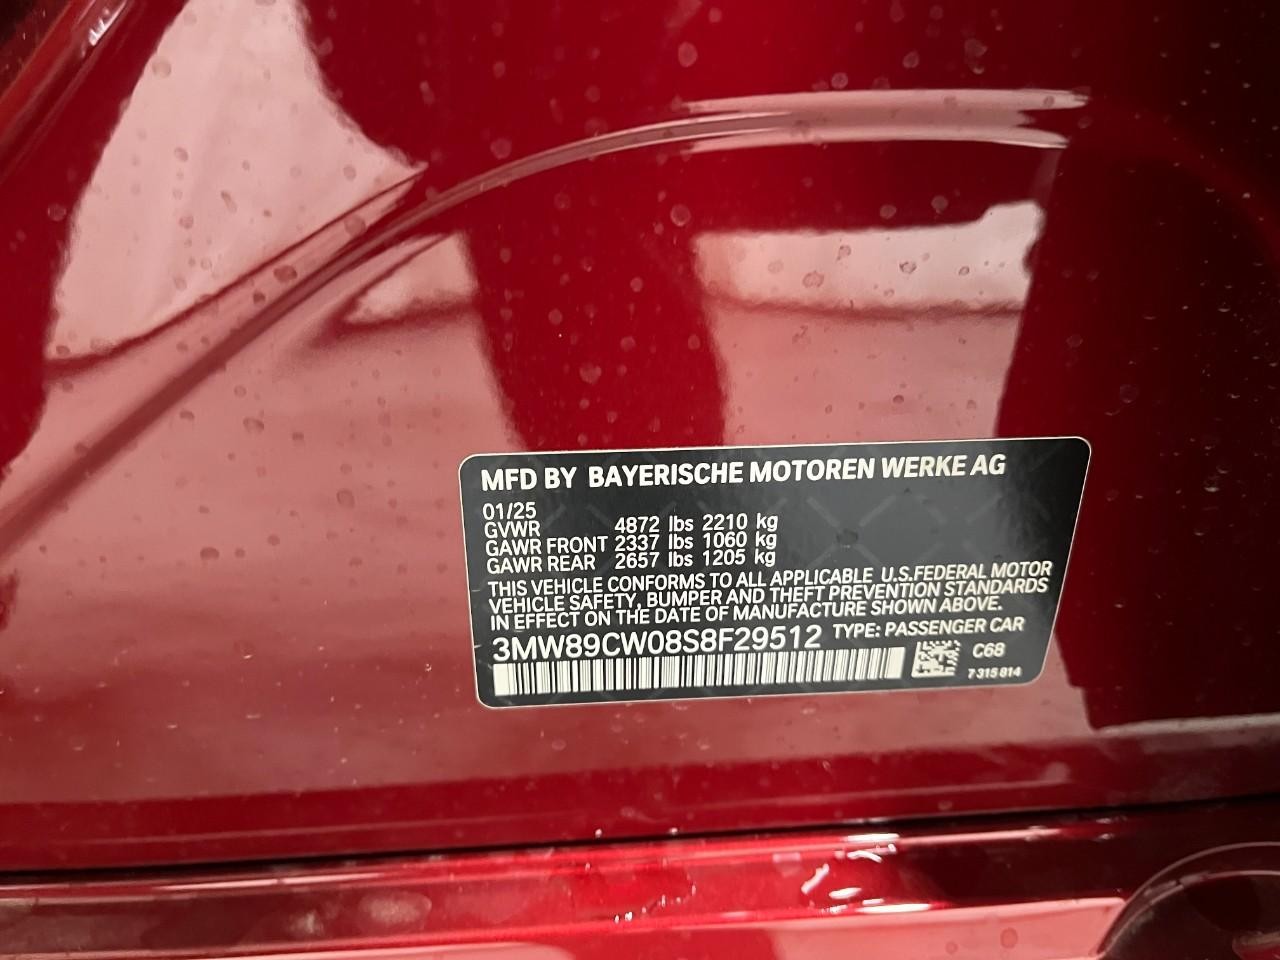 MFD BY BAYERISCHE MOTOREN WERKE AG
01/25
GVWR 4872 lbs 2210 kg
GAWR FRONT 2337 lbs 1060 kg
GAWR REAR 2657 lbs 1205 kg
THIS VEHICLE CONFORMS TO ALL APPLICABLE U.S.FEDERAL MOTOR
VEHICLE SAFETY, BUMPER AND THEFT PREVENTION STANDARDS
IN EFFECT ON THE DATE OF MANUFACTURE SHOWN ABOVE.
3MW89CW08S8F29512 TYPE: PASSENGER CAR
C68
7 315 814